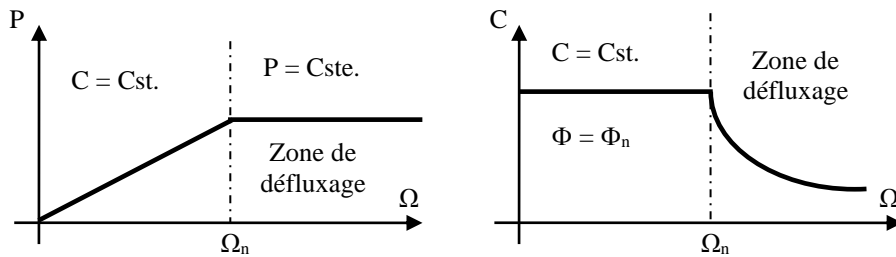 P
C = Cst.
P = Cste.
Zone de
défluxage
Ω
Ωₙ
C
C = Cst.
Zone de
défluxage
Φ = Φₙ
Ω
Ωₙ